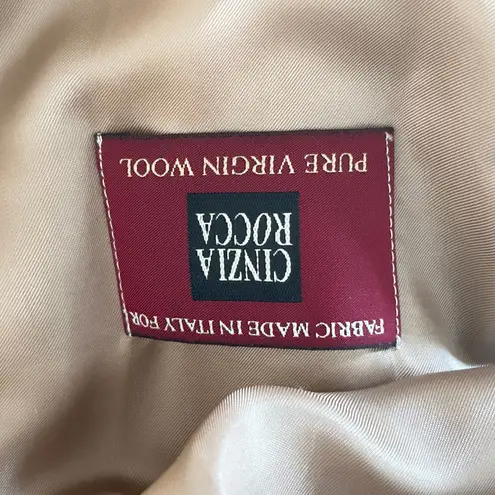 FABRIC MADE IN ITALY FOR
CINZIA
ROCCA
PURE VIRGIN WOOL